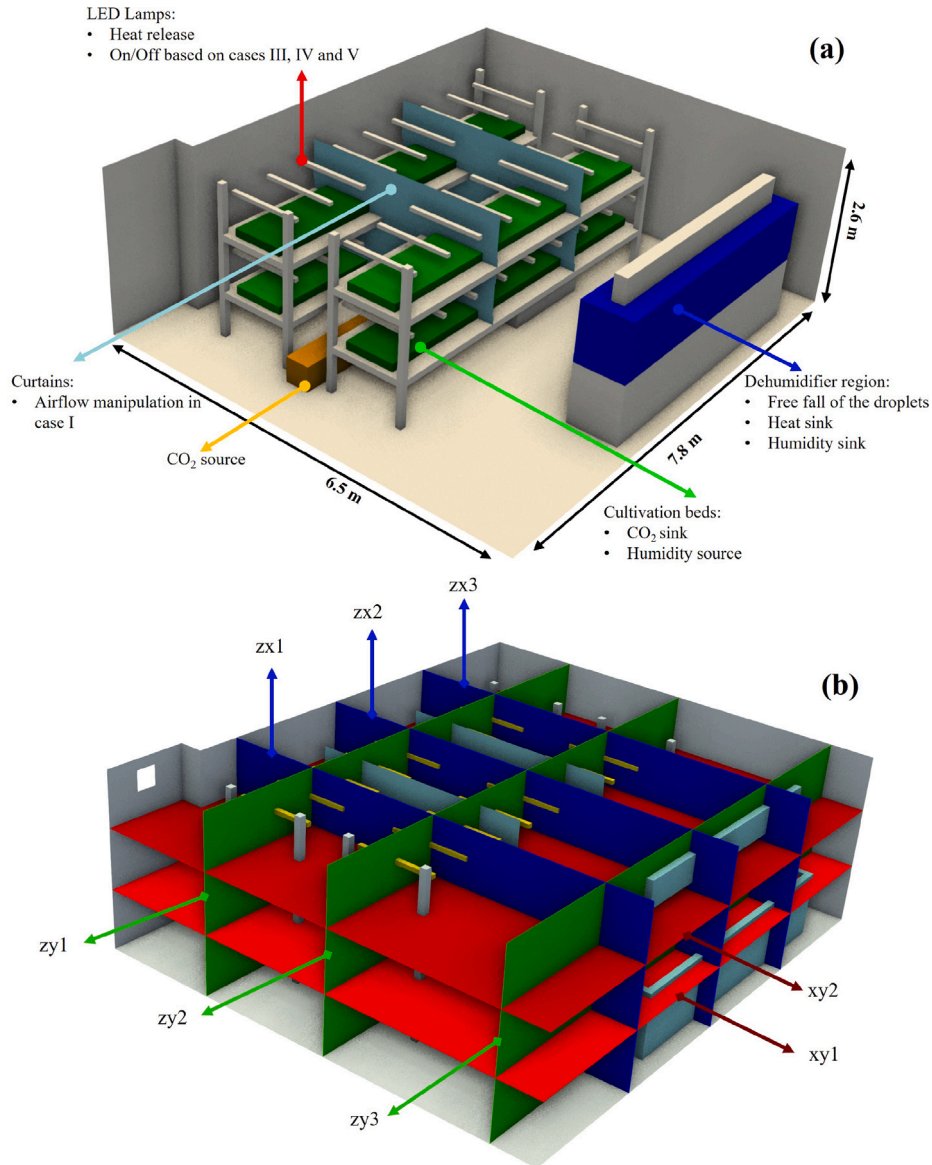 LED Lamps:
• Heat release
• On/Off based on cases III, IV and V
(a)
2.6 m
Curtains:
• Airflow manipulation in
case I
CO₂ source
6.5 m
7.8 m
Dehumidifier region:
• Free fall of the droplets
• Heat sink
• Humidity sink
Cultivation beds:
• CO₂ sink
• Humidity source
zx1
zx2
zx3
(b)
zy1
zy2
zy3
xy2
xy1